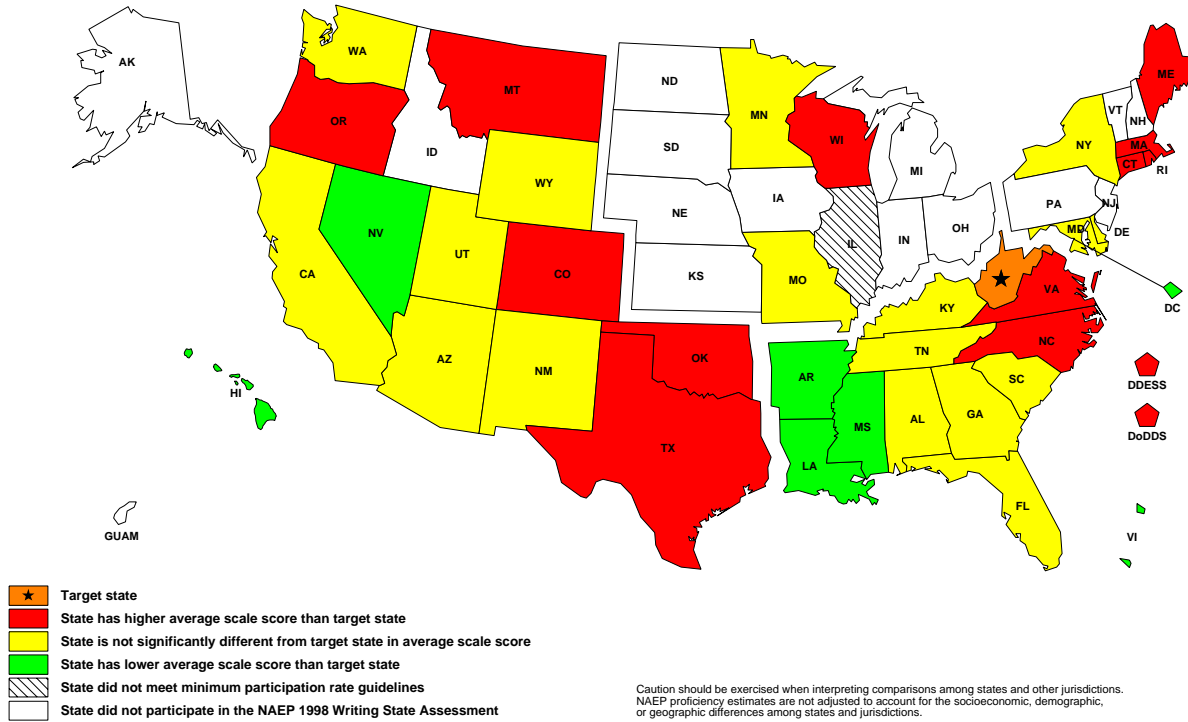 AK
WA
MT
ND
MN
ME
VT
NH
OR
ID
SD
WI
NY
MA
CT
RI
MI
WY
NE
IA
PA
NJ
NV
UT
IL
IN
OH
MD
DE
CA
CO
KS
MO
VA
KY
DC
AZ
NM
OK
TN
NC
DDESS
AR
SC
HI
TX
MS
AL
GA
DoDDS
LA
FL
GUAM
VI
Target state
State has higher average scale score than target state
State is not significantly different from target state in average scale score
State has lower average scale score than target state
State did not meet minimum participation rate guidelines
State did not participate in the NAEP 1998 Writing State Assessment
Caution should be exercised when interpreting comparisons among states and other jurisdictions.
NAEP proficiency estimates are not adjusted to account for the socioeconomic, demographic,
or geographic differences among states and jurisdictions.